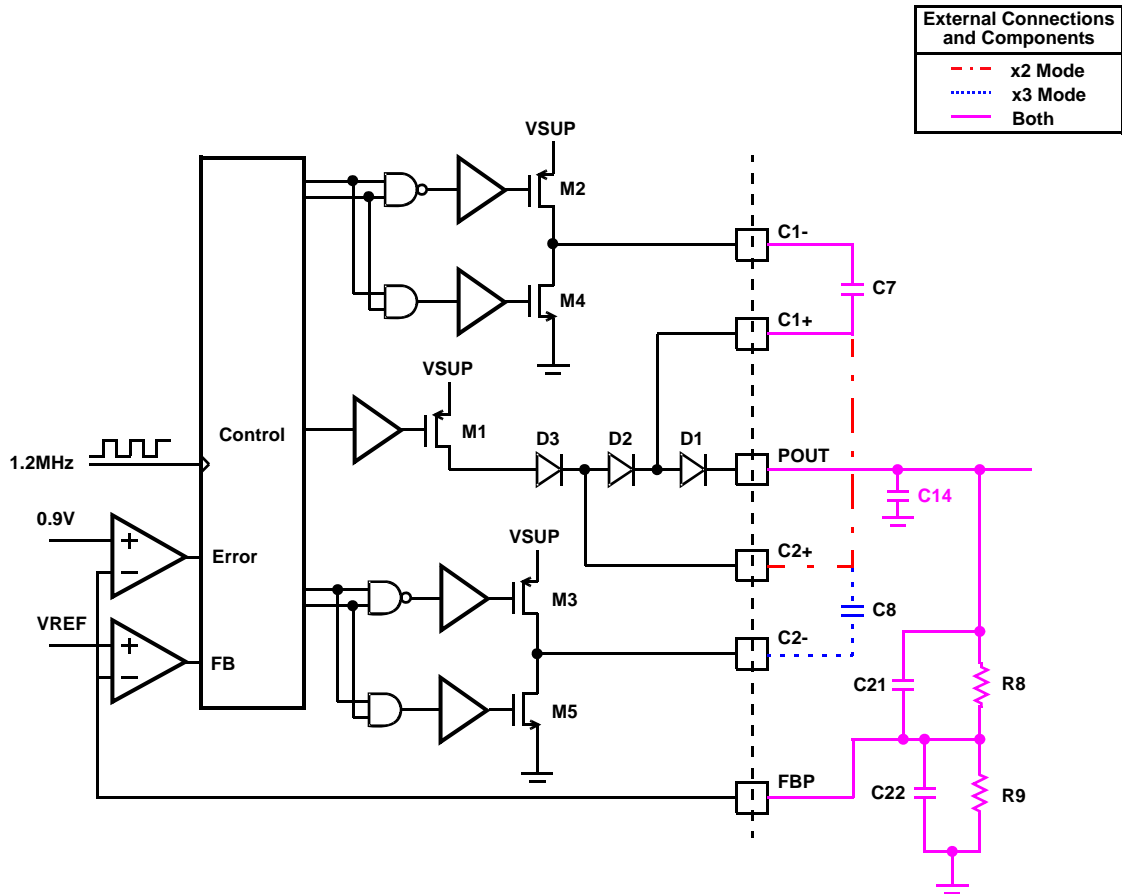 External Connections
and Components
x2 Mode
x3 Mode
Both
VSUP
M2
C1-
C7
M4
C1+
VSUP
M1
Control
D3
D2
D1
POUT
1.2MHz
C14
0.9V
VSUP
C2+
Error
M3
C8
VREF
C2-
FB
C21
R8
M5
FBP
C22
R9
+
−
+
−